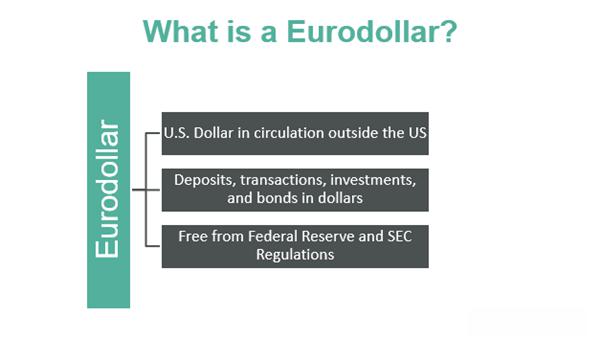 What is a Eurodollar?
Eurodollar
U.S. Dollar in circulation outside the US
Deposits, transactions, investments,
and bonds in dollars
Free from Federal Reserve and SEC
Regulations